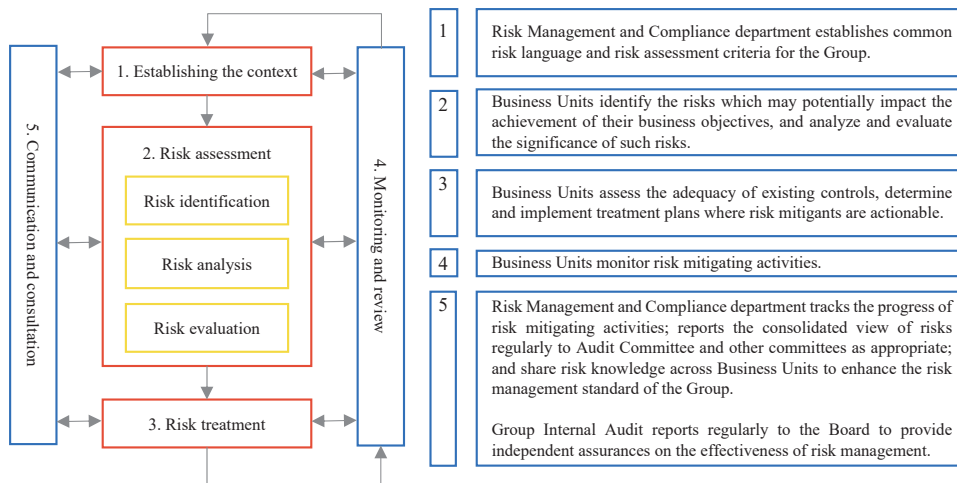 1. Establishing the context
2. Risk assessment
Risk identification
Risk analysis
Risk evaluation
3. Risk treatment
4. Monitoring and review
5. Communication and consultation
1
Risk Management and Compliance department establishes common
risk language and risk assessment criteria for the Group.
2
Business Units identify the risks which may potentially impact the
achievement of their business objectives, and analyze and evaluate
the significance of such risks.
3
Business Units assess the adequacy of existing controls, determine
and implement treatment plans where risk mitigants are actionable.
4
Business Units monitor risk mitigating activities.
5
Risk Management and Compliance department tracks the progress of
risk mitigating activities; reports the consolidated view of risks
regularly to Audit Committee and other committees as appropriate;
and share risk knowledge across Business Units to enhance the risk
management standard of the Group.
Group Internal Audit reports regularly to the Board to provide
independent assurances on the effectiveness of risk management.